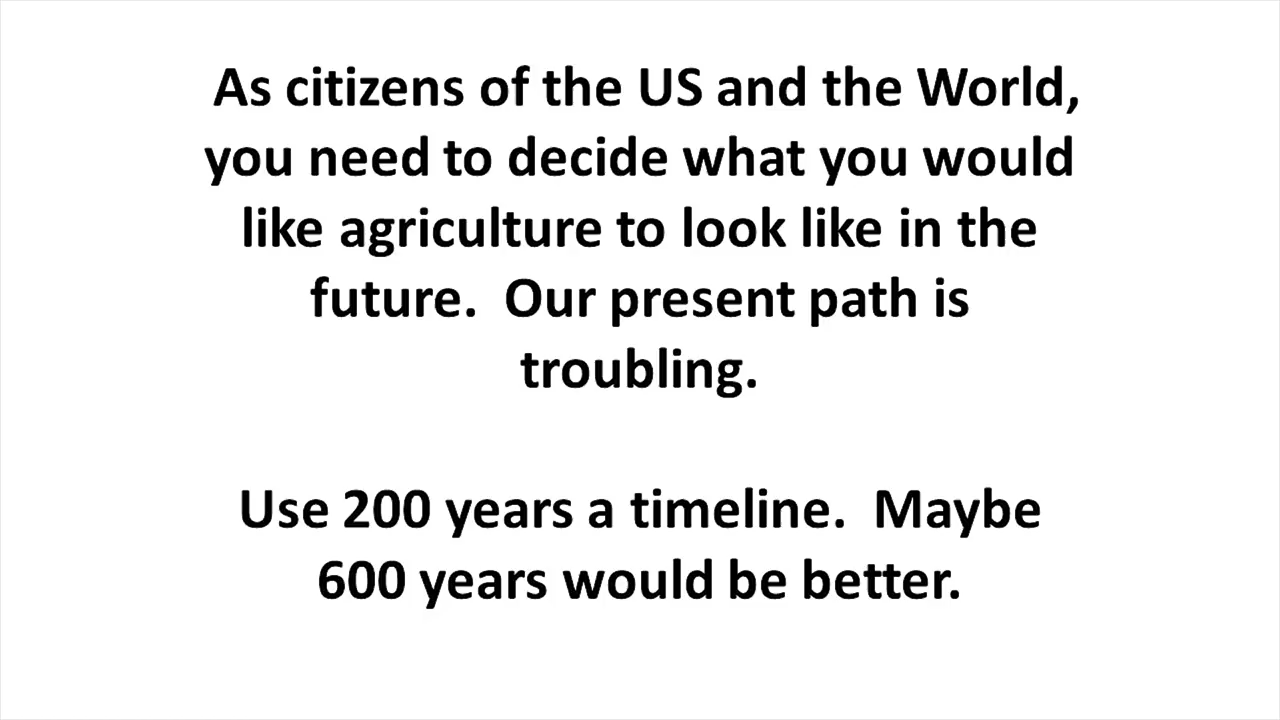 As citizens of the US and the World,
you need to decide what you would
like agriculture to look like in the
future.  Our present path is
troubling.
Use 200 years a timeline.  Maybe
600 years would be better.